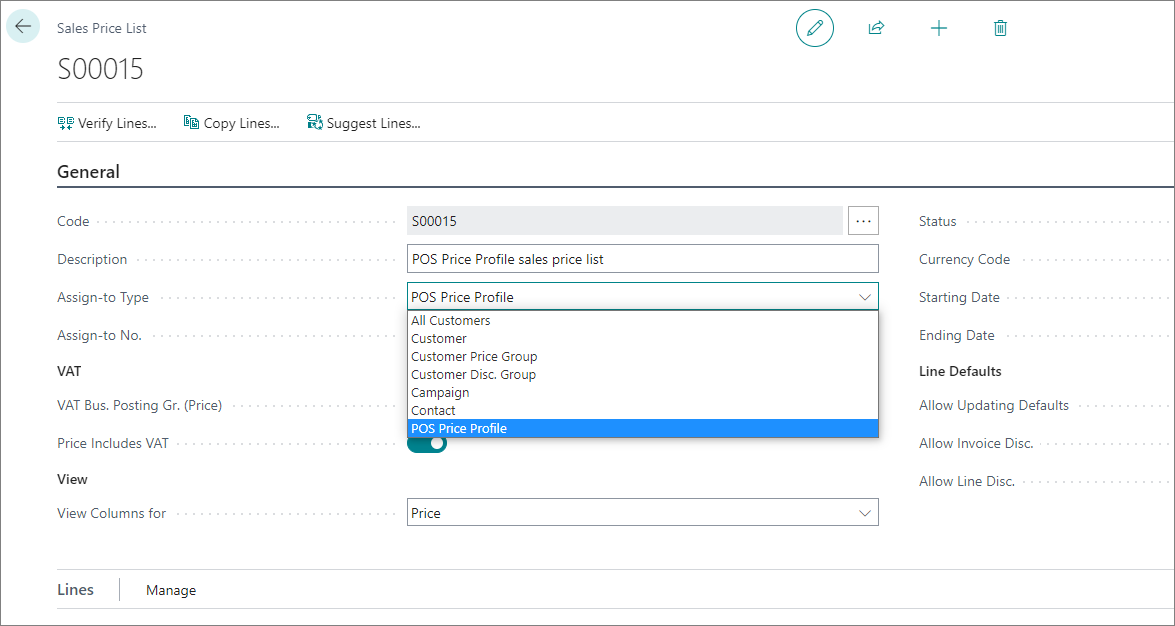 Sales Price List
S00015
Verify Lines... Copy Lines... Suggest Lines...
General
Code S00015 ... Status
Description POS Price Profile sales price list Currency Code
Assign-to Type POS Price Profile Starting Date
All Customers
Customer
Assign-to No. Ending Date
Customer Price Group
Customer Disc. Group
VAT Line Defaults
Campaign
VAT Bus. Posting Gr. (Price) Contact Allow Updating Defaults
POS Price Profile
Price Includes VAT Allow Invoice Disc.
View Allow Line Disc.
View Columns for Price
Lines Manage